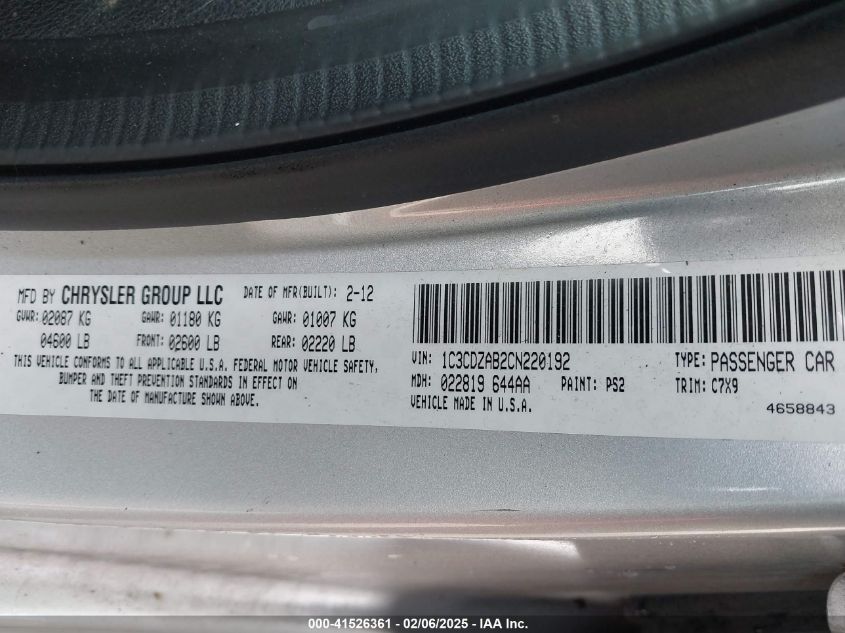 MFD BY CHRYSLER GROUP LLC DATE OF MFR(BUILT): 2-12
GVWR: 02087 KG GAWR: 01180 KG GAWR: 01007 KG
04600 LB FRONT: 02600 LB REAR: 02220 LB
THIS VEHICLE CONFORMS TO ALL APPLICABLE U.S.A. FEDERAL MOTOR VEHICLE SAFETY,
BUMPER AND THEFT PREVENTION STANDARDS IN EFFECT ON
THE DATE OF MANUFACTURE SHOWN ABOVE.
VIN: 1C3CDZAB2CN220192 TYPE: PASSENGER CAR
MDH: 022819 644AA PAINT: PS2 TRIM: C7X9
VEHICLE MADE IN U.S.A.
4658843
000-41526361 - 02/06/2025 - IAA Inc.